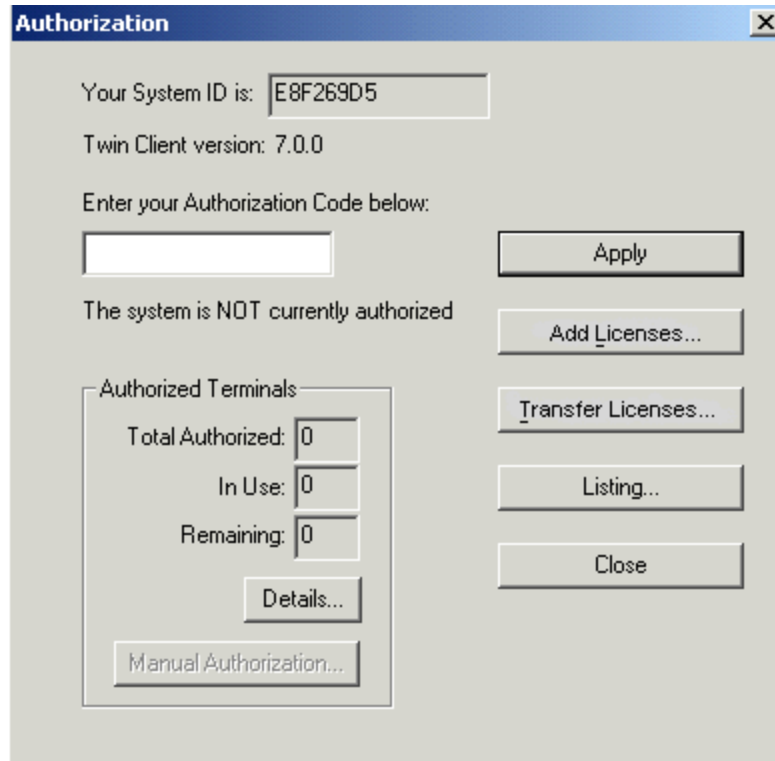 Authorization
Your System ID is: E8F269D5
Twin Client version: 7.0.0
Enter your Authorization Code below:
Apply
The system is NOT currently authorized
Add Licenses...
Authorized Terminals
Transfer Licenses...
Total Authorized: 0
In Use: 0
Listing...
Remaining: 0
Close
Details...
Manual Authorization...